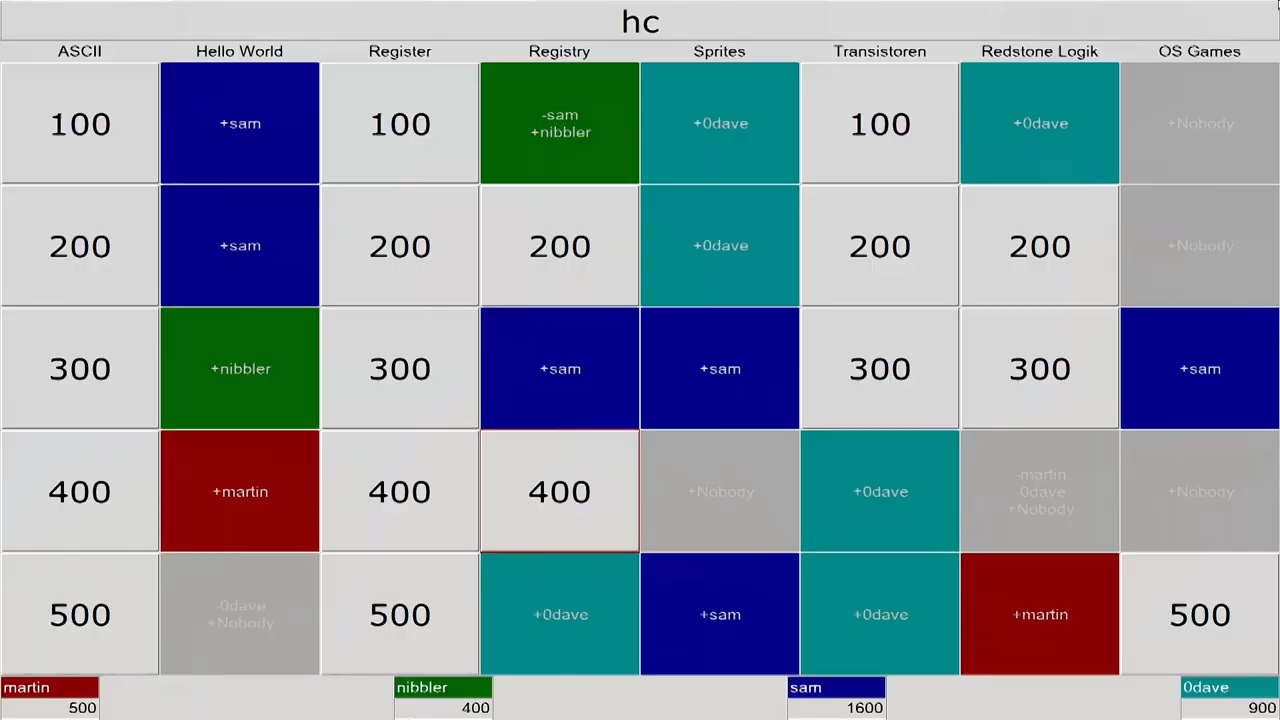 hc
ASCII Hello World Register Registry Sprites Transistoren Redstone Logik OS Games
100 +sam 100 -sam +0dave 100 +0dave +Nobody
+nibbler
200 +sam 200 200 +0dave 200 200 +Nobody
300 +nibbler 300 +sam +sam 300 300 +sam
400 +martin 400 400 +Nobody +0dave -martin +Nobody
-0dave
+Nobody
500 -0dave 500 +0dave +sam +0dave +martin 500
+Nobody
martin nibbler sam 0dave
500 400 1600 900